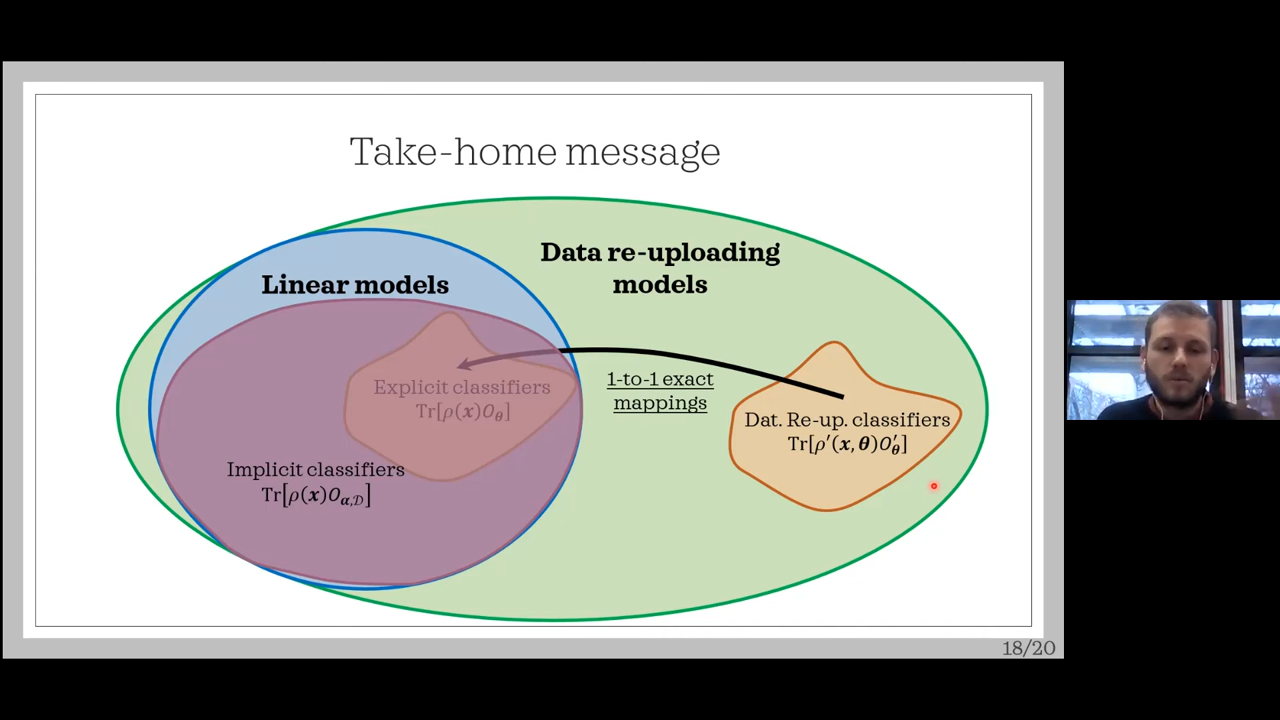 Take-home message
Data re-uploading
models
Linear models
Explicit classifiers
Tr[ρ(𝒙)O_𝜽]
1-to-1 exact
mappings
Dat. Re-up. classifiers
Tr[ρ′(𝒙, 𝜽)O′_𝜽]
Implicit classifiers
Tr[ρ(𝒙)O_{𝜶,𝒟}]
18/20